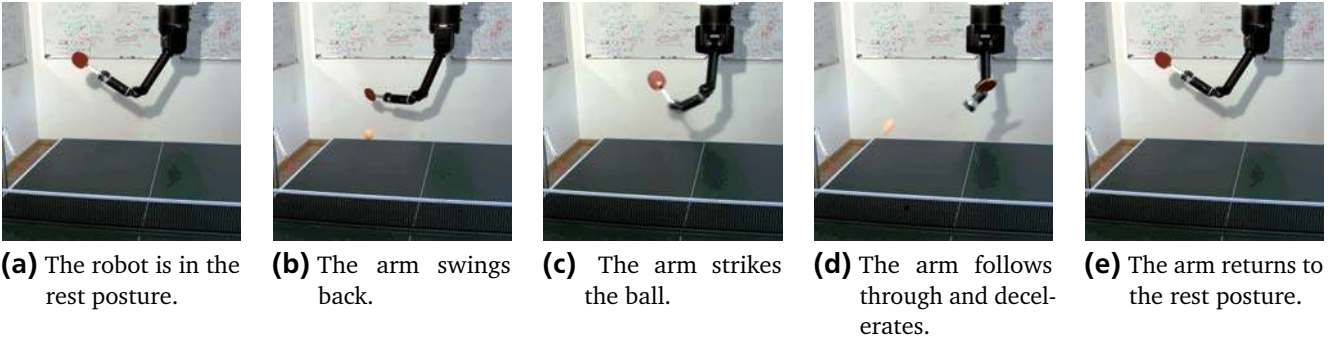 (a) The robot is in the
rest posture.
(b) The arm swings
back.
(c) The arm strikes
the ball.
(d) The arm follows
through and decel-
erates.
(e) The arm returns to
the rest posture.